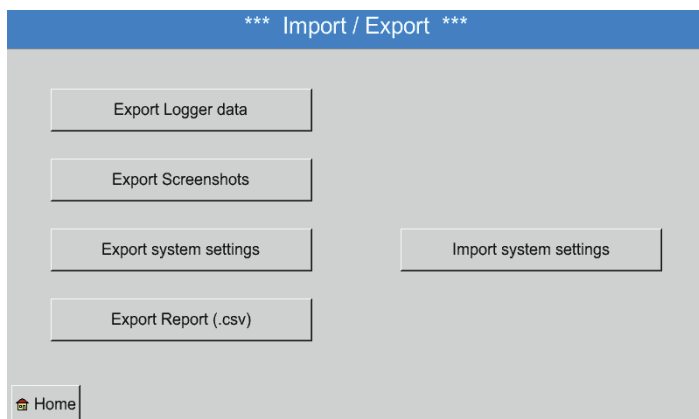 *** Import / Export ***
Export Logger data
Export Screenshots
Export system settings
Import system settings
Export Report (.csv)
Home